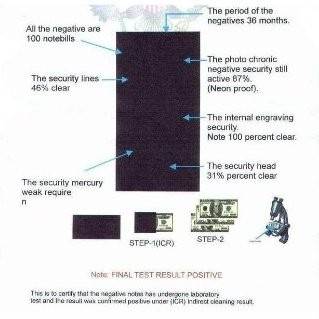 The period of the
negatives 36 months.
All the negative are
100 notebills
The photo chronic
negative security still
active 87%.
(Neon proof).
The security lines
46% clear
The internal engraving
security.
Note 100 percent clear.
The security head
31% percent clear
The security mercury
weak require
n
STEP-1(ICR)
STEP-2
Note: FINAL TEST RESULT POSITIVE
This is to certify that the negative notes has undergone laboratory
test and the result was confirmed positive under (ICR) Indirect cleaning result.